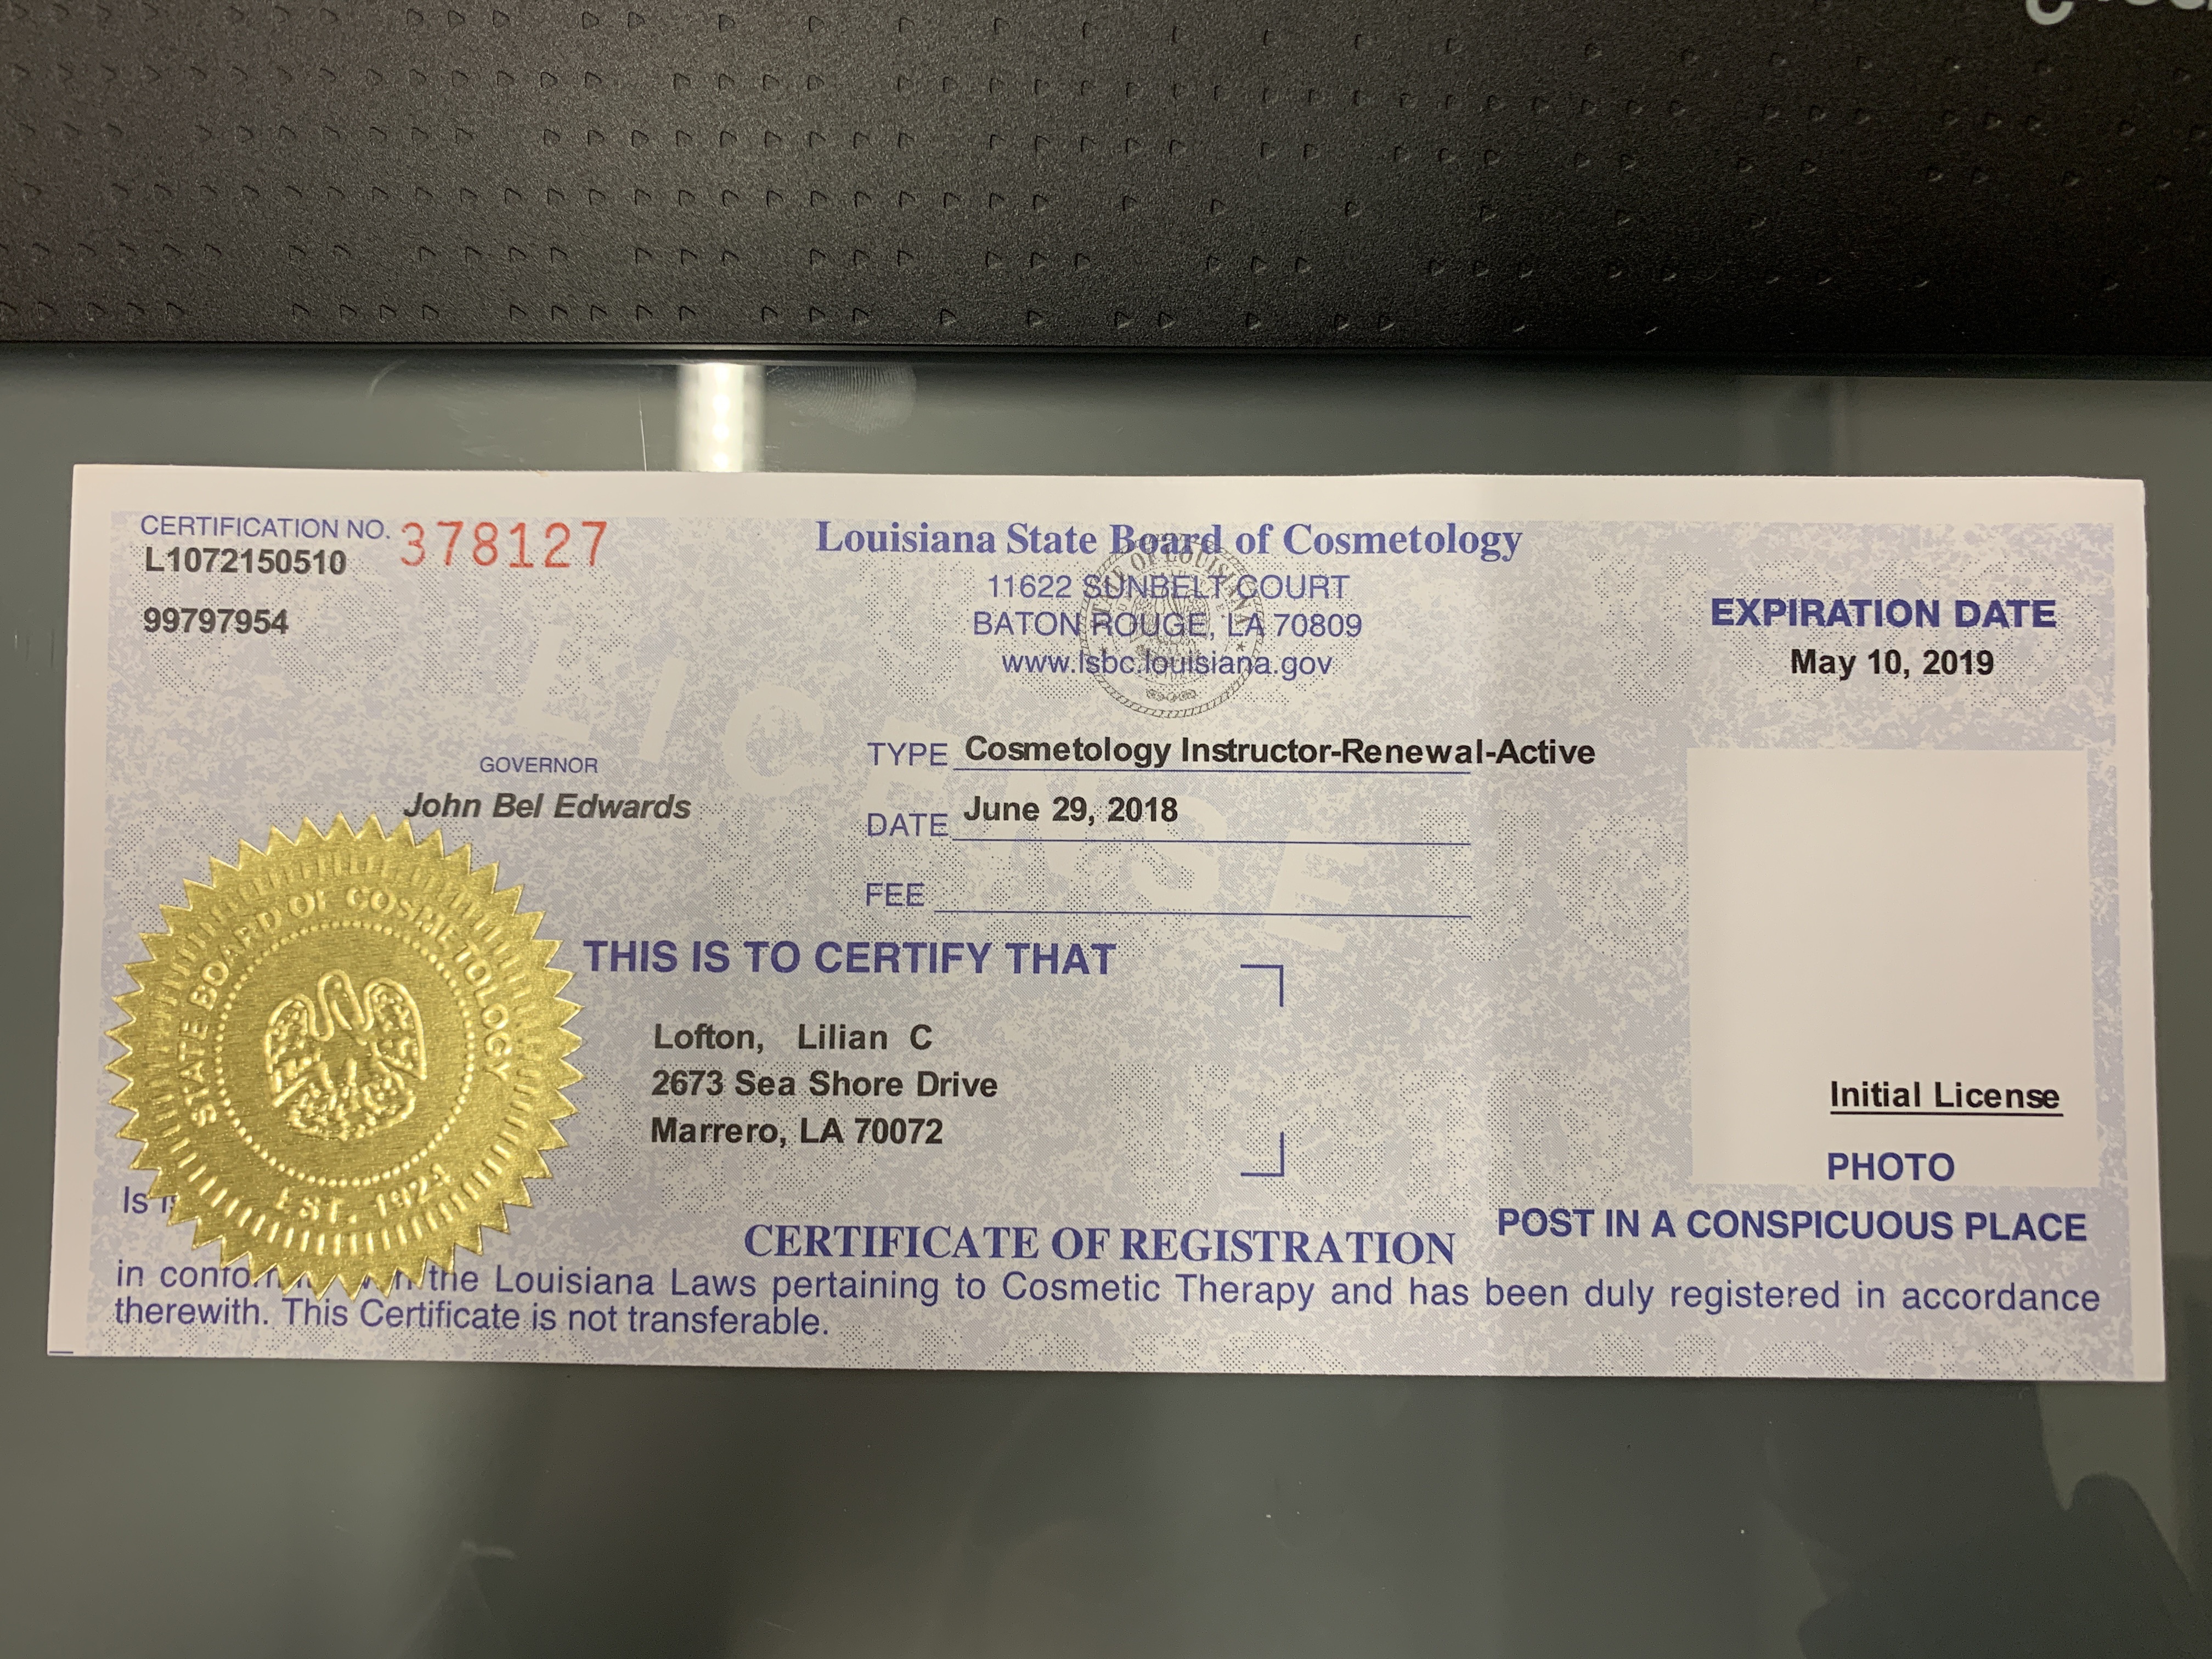 CERTIFICATION NO. 378127
L1072150510
99797954
Louisiana State Board of Cosmetology
11622 SUNBELT COURT
BATON ROUGE, LA 70809
www.lsbc.louisiana.gov
EXPIRATION DATE
May 10, 2019
GOVERNOR
John Bel Edwards
TYPE Cosmetology Instructor-Renewal-Active
DATE June 29, 2018
FEE
THIS IS TO CERTIFY THAT
Lofton, Lilian C
2673 Sea Shore Drive
Marrero, LA 70072
Initial License
PHOTO
STATE BOARD OF COSMETOLOGY
EST. 1924
CERTIFICATE OF REGISTRATION
POST IN A CONSPICUOUS PLACE
Is
in the Louisiana Laws pertaining to Cosmetic Therapy and has been duly registered in accordance
therewith. This Certificate is not transferable.